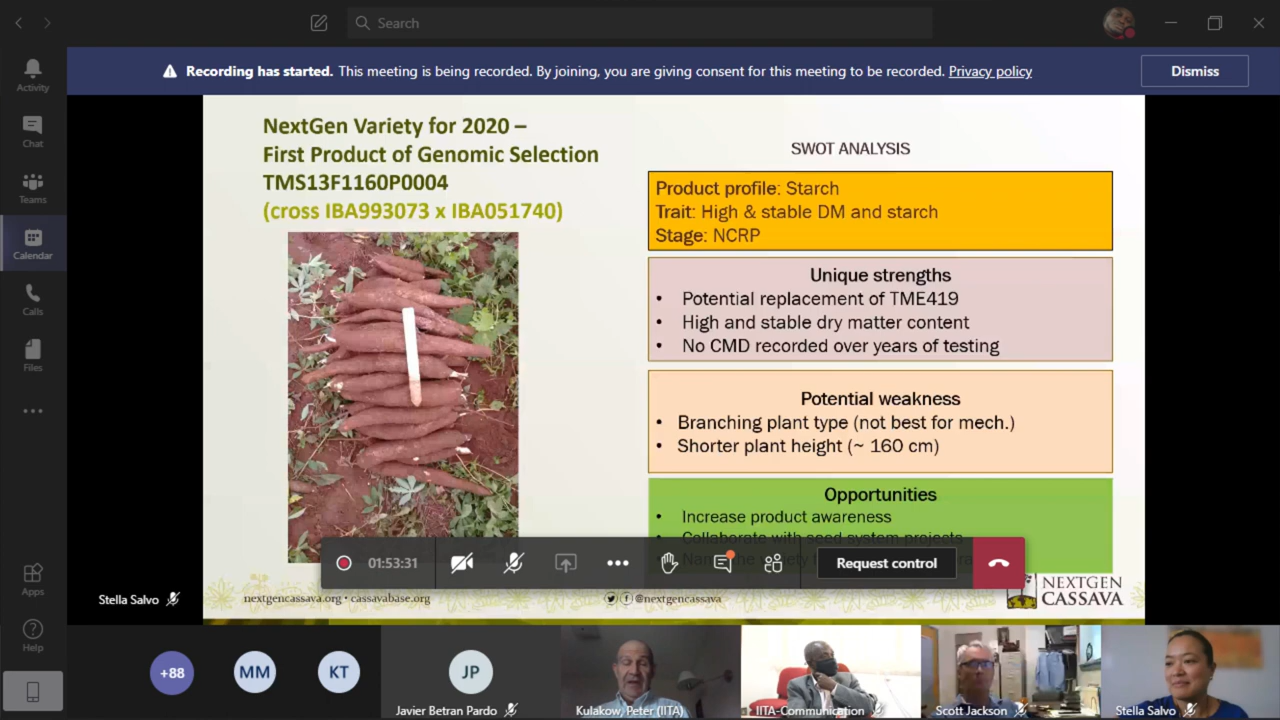 Search
Recording has started. This meeting is being recorded. By joining, you are giving consent for this meeting to be recorded. Privacy policy
Dismiss
Activity
Chat
Teams
Calendar
Calls
Files
Apps
Help
NextGen Variety for 2020 –
First Product of Genomic Selection
TMS13F1160P0004
(cross IBA993073 x IBA051740)
SWOT ANALYSIS
Product profile: Starch
Trait: High & stable DM and starch
Stage: NCRP
Unique strengths
• Potential replacement of TME419
• High and stable dry matter content
• No CMD recorded over years of testing
Potential weakness
• Branching plant type (not best for mech.)
• Shorter plant height (~ 160 cm)
Opportunities
• Increase product awareness
• Collaborate with seed system projects
01:53:31
Request control
Stella Salvo
nextgencassava.org • cassavabase.org
@nextgencassava
NEXTGEN
CASSAVA
+88
MM
KT
JP
Javier Betran Pardo
Kulakow, Peter (IITA)
IITA-Communication
Scott Jackson
Stella Salvo